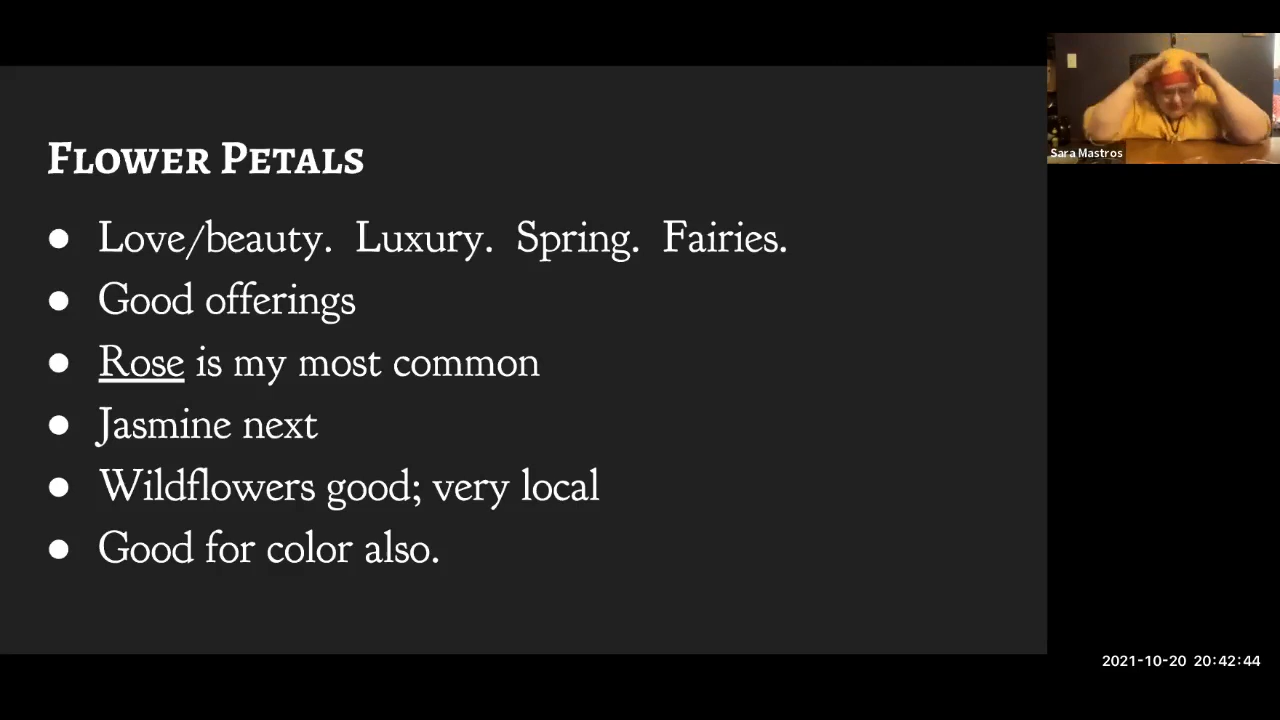 Flower Petals
● Love/beauty. Luxury. Spring. Fairies.
● Good offerings
● Rose is my most common
● Jasmine next
● Wildflowers good; very local
● Good for color also.
Sara Mastros
2021-10-20 20:42:44